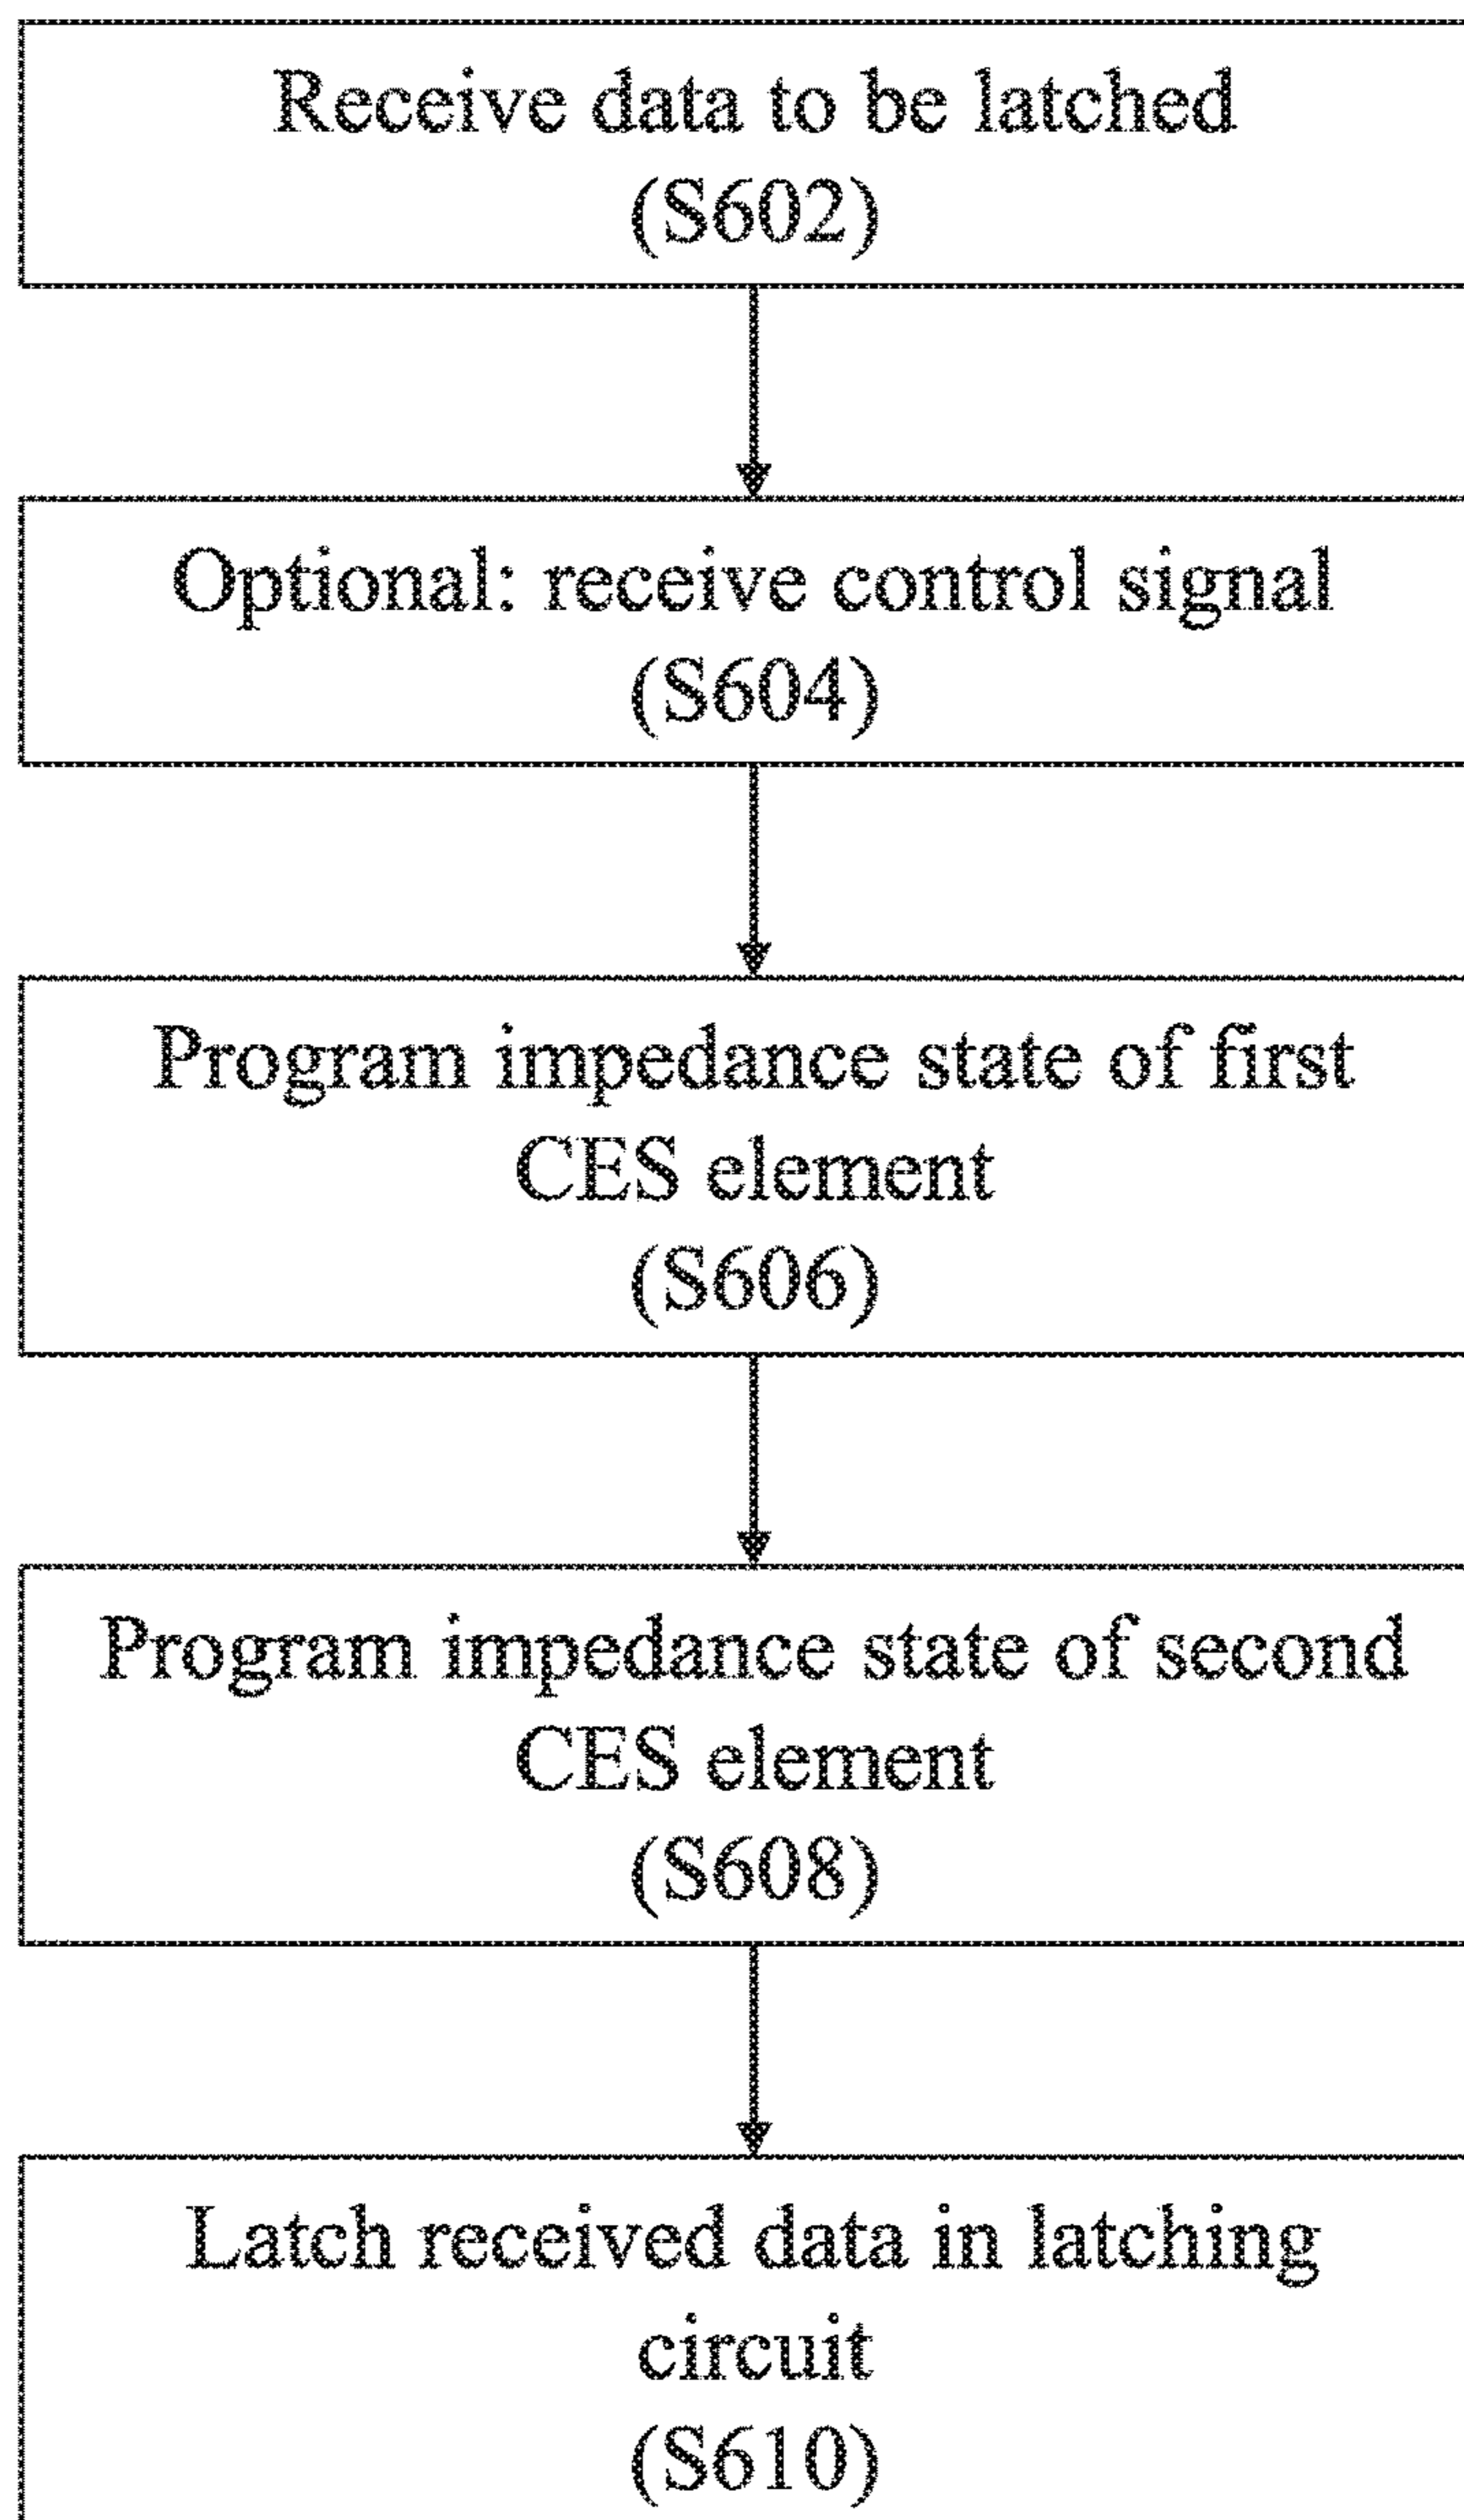 Receive data to be latched
(S602)
Optional: receive control signal
(S604)
Program impedance state of first
CES element
(S606)
Program impedance state of second
CES element
(S608)
Latch received data in latching
circuit
(S610)